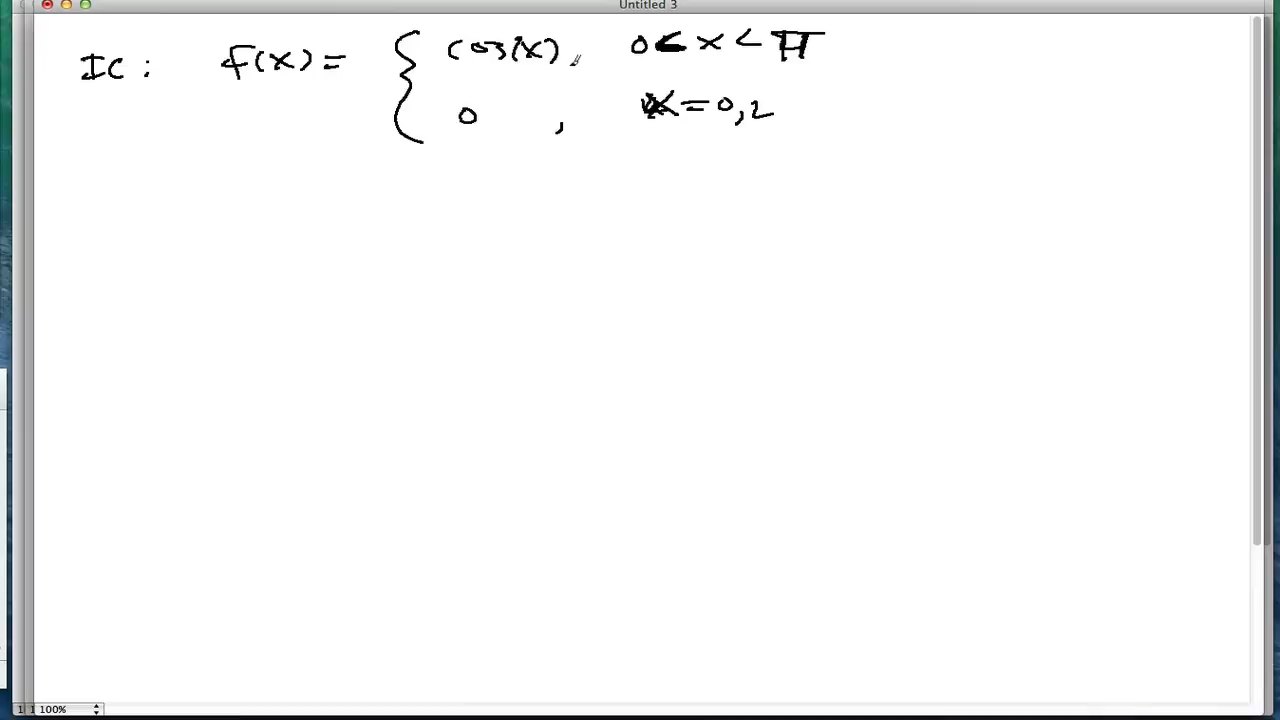 Untitled 3
IC : f(x) = { cos(x), 0 < x < π
0 , x = 0, 2
100%